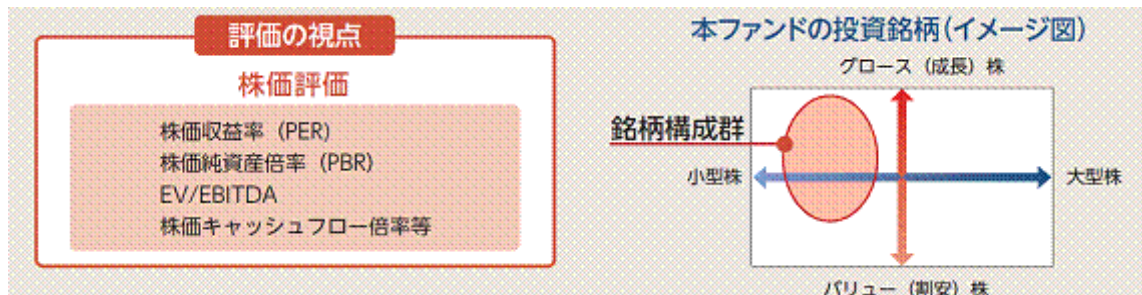 評価の視点
株価評価
株価収益率（PER）
株価純資産倍率（PBR）
EV/EBITDA
株価キャッシュフロー倍率等
本ファンドの投資銘柄（イメージ図）
グロース（成長）株
銘柄構成群
小型株
大型株
バリュー（割安）株